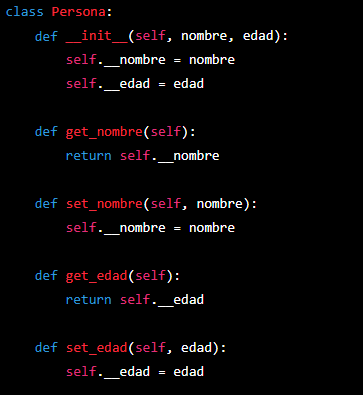 class Persona:
    def __init__(self, nombre, edad):
        self.__nombre = nombre
        self.__edad = edad

    def get_nombre(self):
        return self.__nombre

    def set_nombre(self, nombre):
        self.__nombre = nombre

    def get_edad(self):
        return self.__edad

    def set_edad(self, edad):
        self.__edad = edad